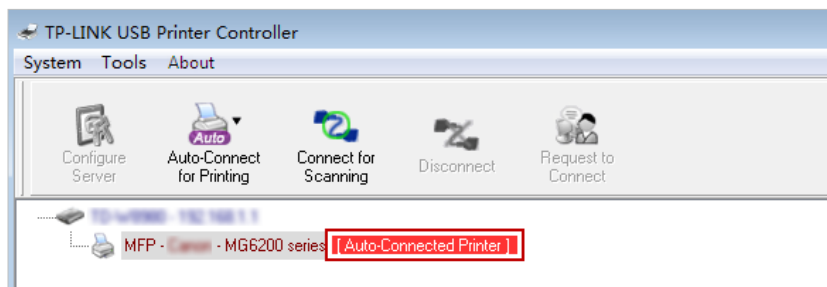 TP-LINK USB Printer Controller
System Tools About
Auto
Configure Server
Auto-Connect for Printing
Connect for Scanning
Disconnect
Request to Connect
MFP - - MG6200 series [ Auto-Connected Printer ]